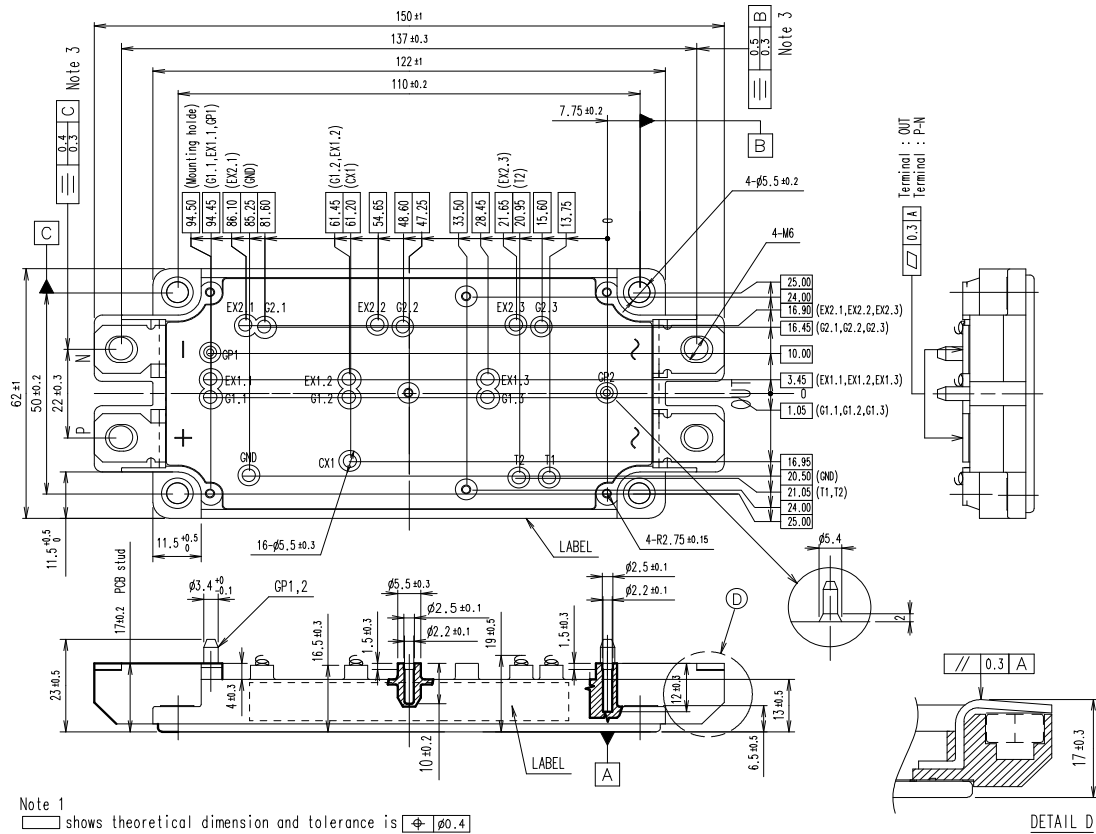 150 ±1
137 ±0.3
122 ±1
110 ±0.2
7.75 ±0.2
B
0.5
0.3
Note 3
B
C
0.4
0.3
Note 3
C
94.50 (Mounting holde)
94.45 (G1.1,EX1.1,GP1)
86.10 (EX2.1)
85.25 (GND)
81.60
61.45 (G1.2,EX1.2)
61.20 (CX1)
54.65
48.60
47.25
33.50
28.45
21.65 (EX2.3)
20.95 (T2)
15.60
13.75
0
4-ø5.5 ±0.2
4-M6
Terminal : OUT
Terminal : P-N
0.3 A
25.00
24.00
16.90 (EX2.1,EX2.2,EX2.3)
16.45 (G2.1,G2.2,G2.3)
10.00
3.45 (EX1.1,EX1.2,EX1.3)
0
1.05 (G1.1,G1.2,G1.3)
16.95
20.50 (GND)
21.05 (T1,T2)
24.00
25.00
EX2.1 G2.1 EX2.2 G2.2 EX2.3 G2.3
GP1
EX1.1 EX1.2 EX1.3 GP2
G1.1 G1.2 G1.3
GND CX1 T2 T1
N
P
− ~
+ ~
62 ±1
50 ±0.2
22 ±0.3
11.5 +0.5 0
11.5 +0.5 0
16-ø5.5 ±0.3
LABEL
4-R2.75 ±0.15
ø5.4
2
ø3.4 +0 -0.1
GP1,2
ø5.5 ±0.3
ø2.5 ±0.1
ø2.2 ±0.1
ø2.5 ±0.1
ø2.2 ±0.1
D
17±0.2 PCB stud
23 ±0.5
4 ±0.3
16.5 ±0.3
1.5 ±0.3
10 ±0.2
19 ±0.5
1.5 ±0.3
12 ±0.3
6.5 ±0.5
13 ±0.5
LABEL
A
// 0.3 A
17 ±0.3
DETAIL D
Note 1
shows theoretical dimension and tolerance is ⌖ ø0.4